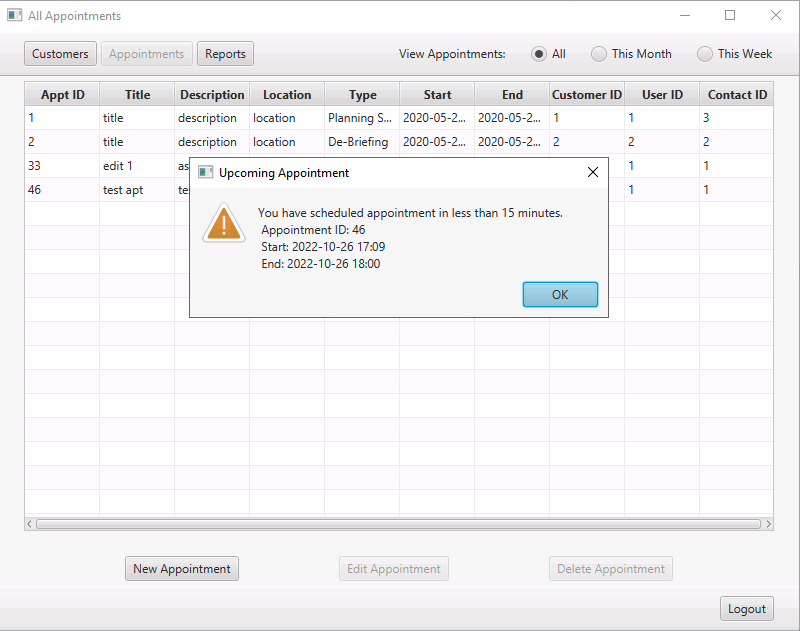 All Appointments
Customers Appointments Reports View Appointments: All This Month This Week
Appt ID Title Description Location Type Start End Customer ID User ID Contact ID
1 title description location Planning S... 2020-05-2... 2020-05-2... 1 1 3
2 title description location De-Briefing 2020-05-2... 2020-05-2... 2 2 2
33 edit 1 as 1 1
46 test apt te 1 1
Upcoming Appointment
You have scheduled appointment in less than 15 minutes.
Appointment ID: 46
Start: 2022-10-26 17:09
End: 2022-10-26 18:00
OK
New Appointment Edit Appointment Delete Appointment
Logout